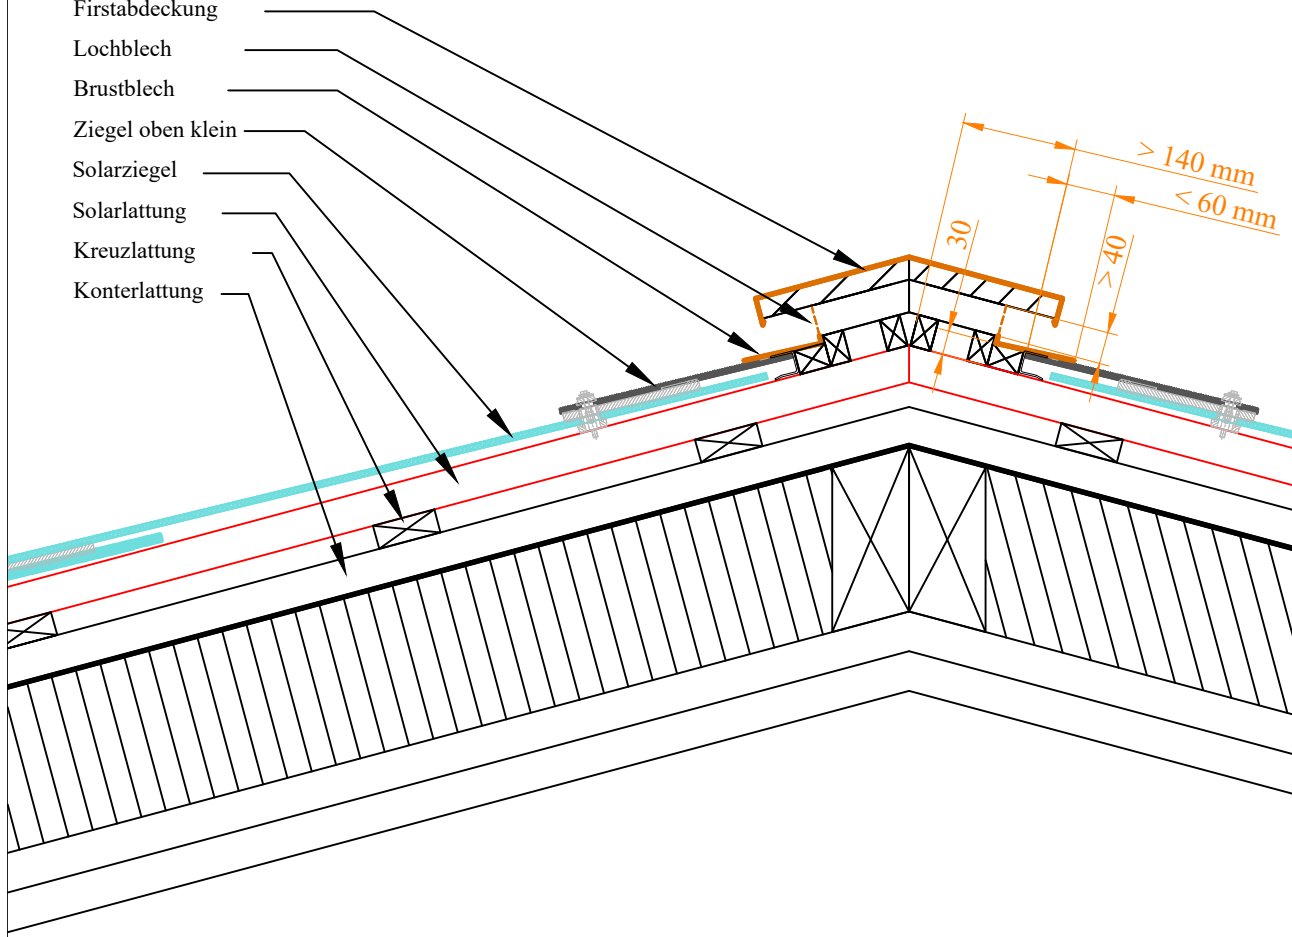 Firstabdeckung
Lochblech
Brustblech
Ziegel oben klein
Solarziegel
Solarlattung
Kreuzlattung
Konterlattung
> 140 mm
< 60 mm
30
> 40